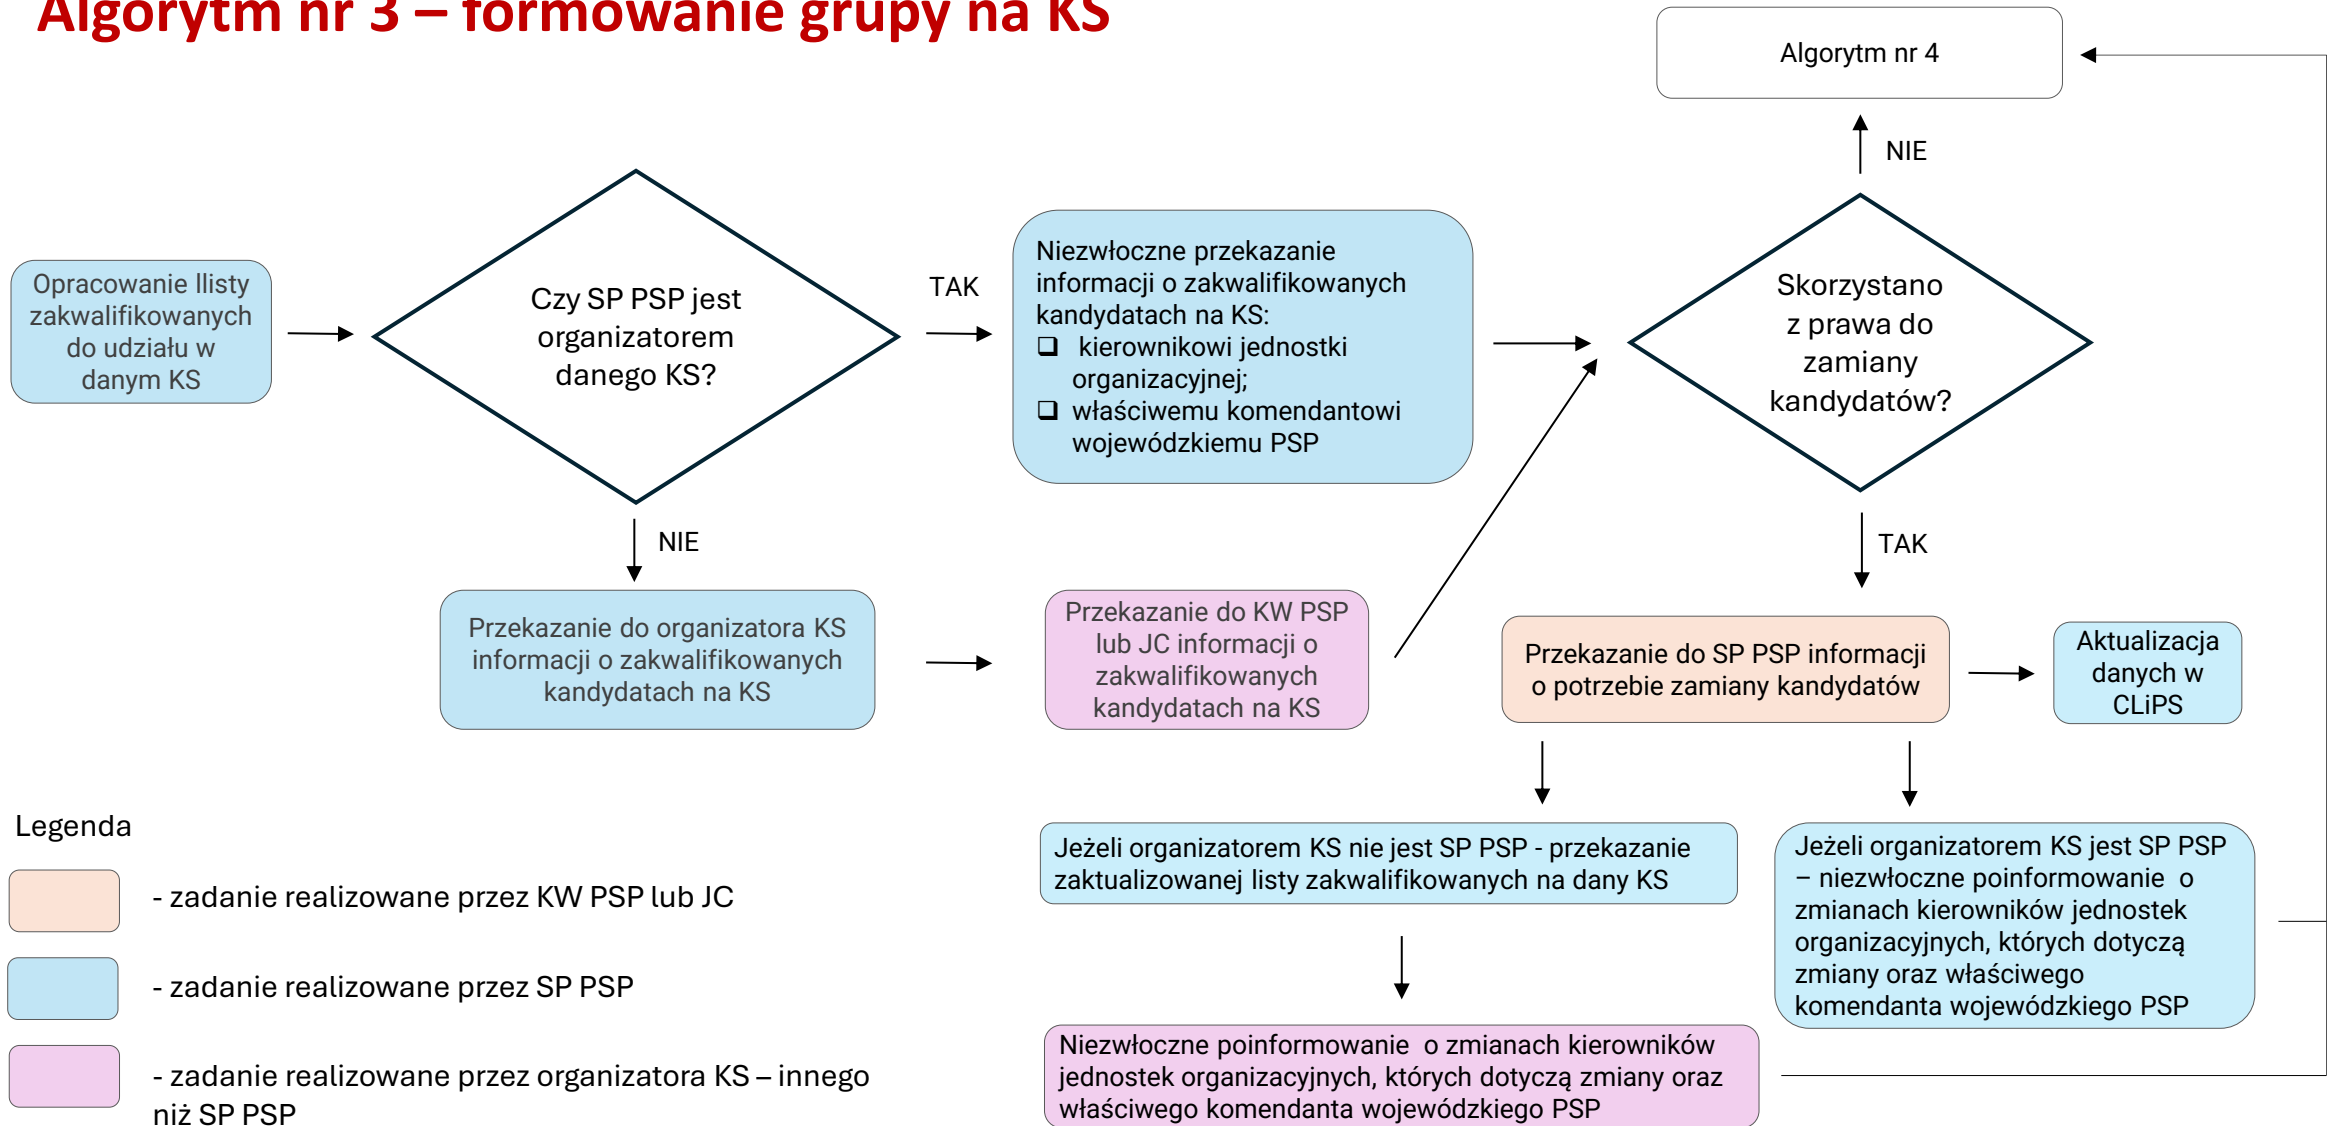 Algorytm nr 3 – formowanie grupy na KS
Algorytm nr 4
NIE
Opracowanie llisty
zakwalifikowanych
do udziału w
danym KS
Czy SP PSP jest
organizatorem
danego KS?
TAK
Niezwłoczne przekazanie
informacji o zakwalifikowanych
kandydatach na KS:
❑ kierownikowi jednostki
organizacyjnej;
❑ właściwemu komendantowi
wojewódzkiemu PSP
Skorzystano
z prawa do
zamiany
kandydatów?
NIE
TAK
Przekazanie do organizatora KS
informacji o zakwalifikowanych
kandydatach na KS
Przekazanie do KW PSP
lub JC informacji o
zakwalifikowanych
kandydatach na KS
Przekazanie do SP PSP informacji
o potrzebie zamiany kandydatów
Aktualizacja
danych w
CLiPS
Jeżeli organizatorem KS nie jest SP PSP - przekazanie
zaktualizowanej listy zakwalifikowanych na dany KS
Jeżeli organizatorem KS jest SP PSP
– niezwłoczne poinformowanie o
zmianach kierowników jednostek
organizacyjnych, których dotyczą
zmiany oraz właściwego
komendanta wojewódzkiego PSP
Niezwłoczne poinformowanie o zmianach kierowników
jednostek organizacyjnych, których dotyczą zmiany oraz
właściwego komendanta wojewódzkiego PSP
Legenda
- zadanie realizowane przez KW PSP lub JC
- zadanie realizowane przez SP PSP
- zadanie realizowane przez organizatora KS – innego
niż SP PSP